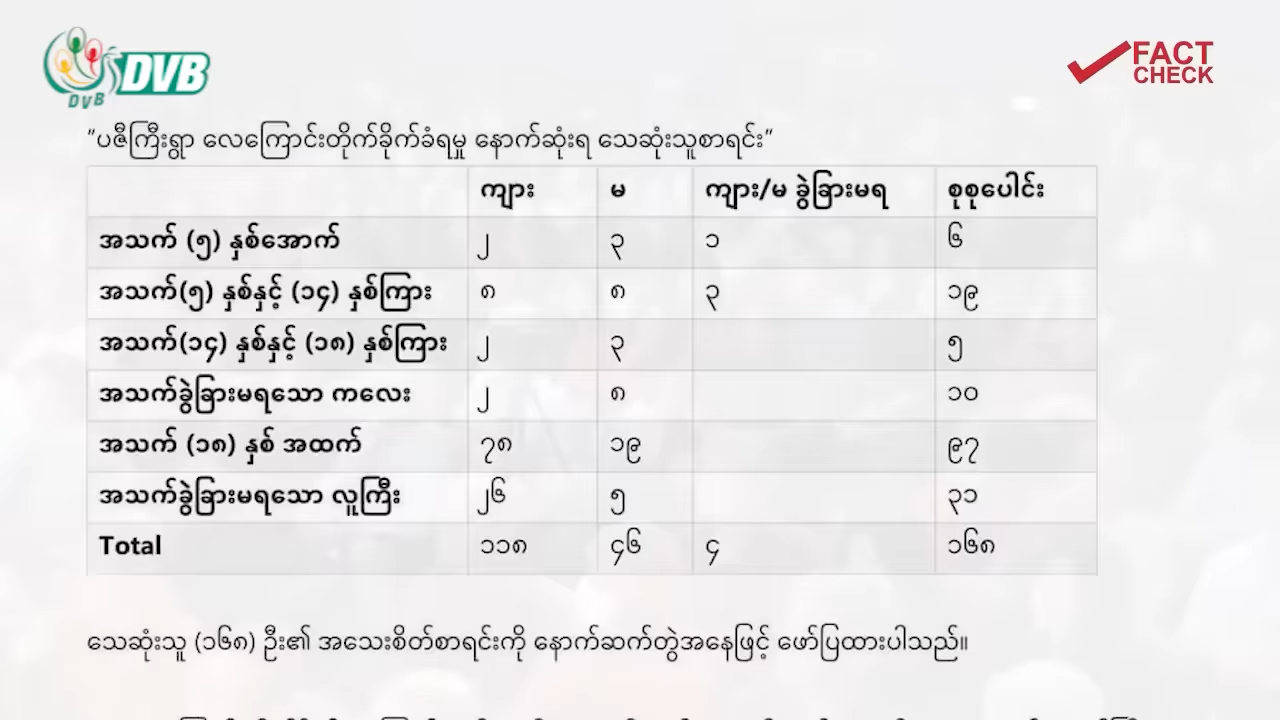 DVB
DVB
FACT
CHECK
"ပဇီကြီးရွာ လေကြောင်းတိုက်ခိုက်ခံရမှု နောက်ဆုံးရ သေဆုံးသူစာရင်း"
ကျား မ ကျား/မ ခွဲခြားမရ စုစုပေါင်း
အသက် (၅) နှစ်အောက် ၂ ၃ ၁ ၆
အသက်(၅) နှစ်နှင့် (၁၄) နှစ်ကြား ၈ ၈ ၃ ၁၉
အသက်(၁၄) နှစ်နှင့် (၁၈) နှစ်ကြား ၂ ၃ ၅
အသက်ခွဲခြားမရသော ကလေး ၂ ၈ ၁၀
အသက် (၁၈) နှစ် အထက် ၇၈ ၁၉ ၉၇
အသက်ခွဲခြားမရသော လူကြီး ၂၆ ၅ ၃၁
Total ၁၁၈ ၄၆ ၄ ၁၆၈
သေဆုံးသူ (၁၆၈) ဦး၏ အသေးစိတ်စာရင်းကို နောက်ဆက်တွဲအနေဖြင့် ဖော်ပြထားပါသည်။